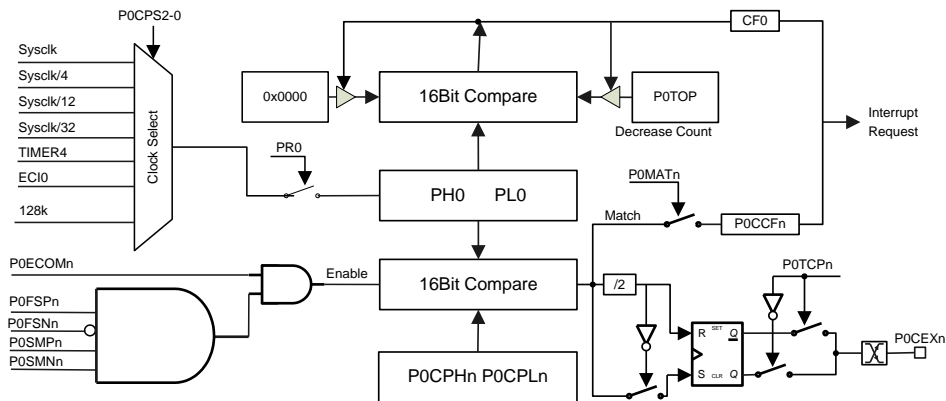 P0CPS2-0
Sysclk
Sysclk/4
Sysclk/12
Sysclk/32
TIMER4
ECI0
128k
Clock Select
PR0
0x0000
16Bit Compare
P0TOP
Decrease Count
CF0
Interrupt
Request
PH0 PL0
P0MATn
Match
P0CCFn
P0ECOMn
Enable
16Bit Compare
P0FSPn
P0FSNn
P0SMPn
P0SMNn
P0CPHn P0CPLn
/2
P0TCPn
R SET Q
S CLR Q
P0CEXn